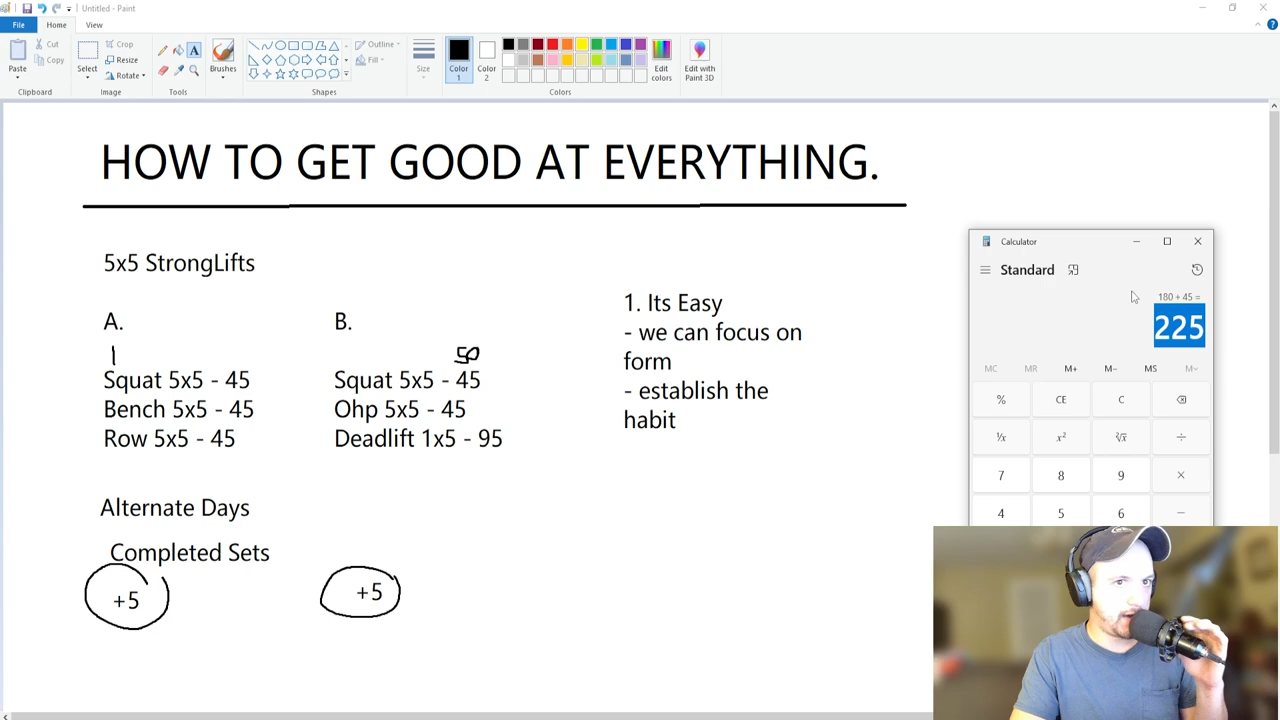 Untitled - Paint
File
Home
View
Paste
Cut
Copy
Clipboard
Select
Crop
Resize
Rotate
Image
A
Tools
Brushes
Outline
Fill
Shapes
Size
Color 1
Color 2
Edit colors
Colors
Edit with Paint 3D
HOW TO GET GOOD AT EVERYTHING.
5x5 StrongLifts
A.
1
Squat 5x5 - 45
Bench 5x5 - 45
Row 5x5 - 45
B.
50
Squat 5x5 - 45
Ohp 5x5 - 45
Deadlift 1x5 - 95
1. Its Easy
- we can focus on
form
- establish the
habit
Alternate Days
Completed Sets
+5
+5
Calculator
Standard
180 + 45 =
225
MC MR M+ M− MS M˅
% CE C
¹/x x² ²√x ÷
7 8 9 ×
4 5 6 −